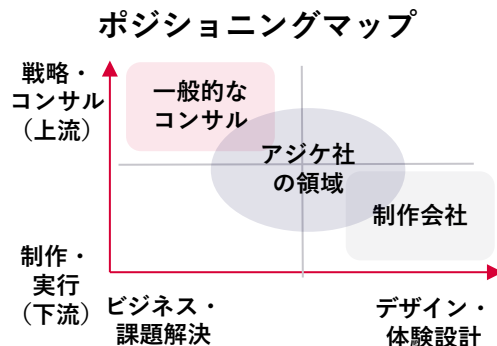 ポジショニングマップ
戦略・
コンサル
（上流）
一般的な
コンサル
アジケ社
の領域
制作会社
制作・
実行
（下流）
ビジネス・
課題解決
デザイン・
体験設計